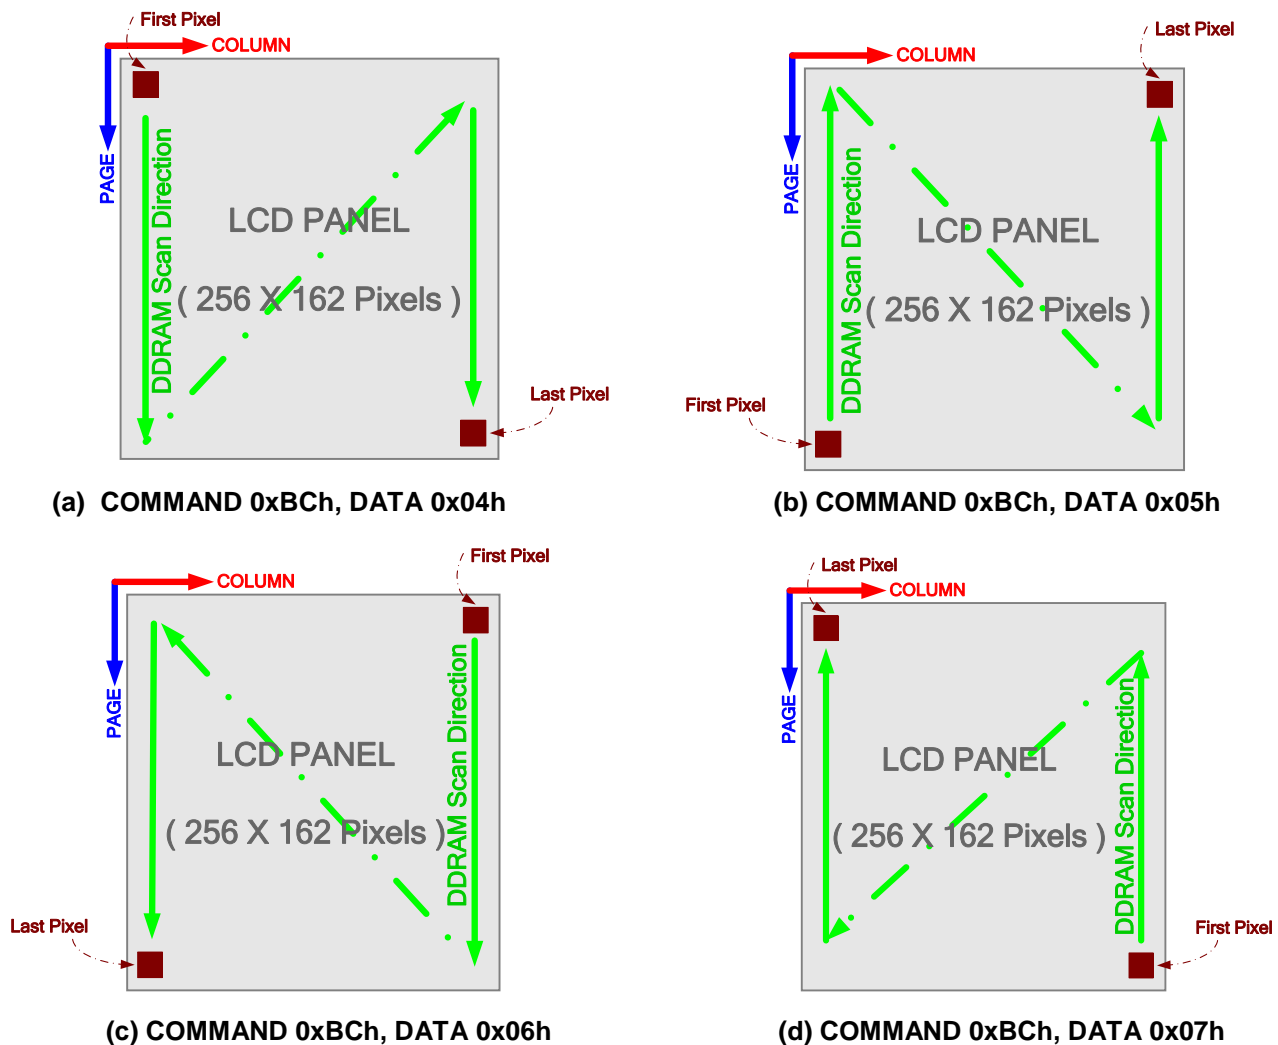 First Pixel
COLUMN
PAGE
DDRAM Scan Direction
LCD PANEL
( 256 X 162 Pixels )
Last Pixel
(a) COMMAND 0xBCh, DATA 0x04h
Last Pixel
COLUMN
PAGE
DDRAM Scan Direction
LCD PANEL
( 256 X 162 Pixels )
First Pixel
(b) COMMAND 0xBCh, DATA 0x05h
First Pixel
COLUMN
PAGE
LCD PANEL
DDRAM Scan Direction
( 256 X 162 Pixels )
Last Pixel
(c) COMMAND 0xBCh, DATA 0x06h
Last Pixel
COLUMN
PAGE
LCD PANEL
DDRAM Scan Direction
( 256 X 162 Pixels )
First Pixel
(d) COMMAND 0xBCh, DATA 0x07h